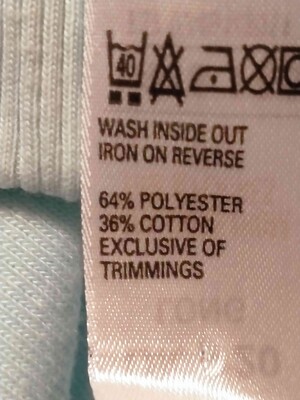 40
WASH INSIDE OUT
IRON ON REVERSE
64% POLYESTER
36% COTTON
EXCLUSIVE OF
TRIMMINGS